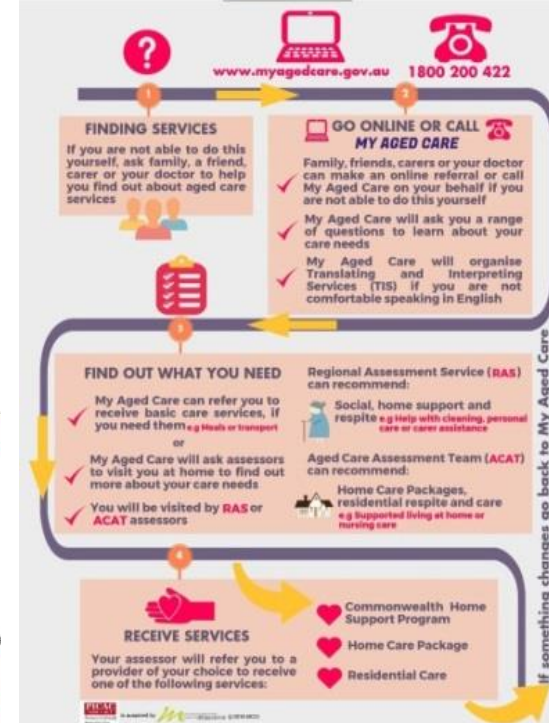 ?
www.myagedcare.gov.au
1800 200 422
1
FINDING SERVICES
If you are not able to do this
yourself, ask family, a friend,
carer or your doctor to help
you find out about aged care
services
2
GO ONLINE OR CALL
MY AGED CARE
Family, friends, carers or your doctor
can make an online referral or call
My Aged Care on your behalf if you
are not able to do this yourself
My Aged Care will ask you a range
of questions to learn about your
care needs
My Aged Care will organise
Translating and Interpreting
Services (TIS) if you are not
comfortable speaking in English
3
FIND OUT WHAT YOU NEED
My Aged Care can refer you to
receive basic care services, if
you need them e.g Meals or transport
or
My Aged Care will ask assessors
to visit you at home to find out
more about your care needs
You will be visited by RAS or
ACAT assessors
Regional Assessment Service (RAS)
can recommend:
Social, home support and
respite e.g Help with cleaning, personal
care or carer assistance
Aged Care Assessment Team (ACAT)
can recommend:
Home Care Packages,
residential respite and care
e.g Supported living at home or
nursing care
4
RECEIVE SERVICES
Your assessor will refer you to a
provider of your choice to receive
one of the following services:
Commonwealth Home
Support Program
Home Care Package
Residential Care
If something changes go back to My Aged Care
PICAC
is supported by